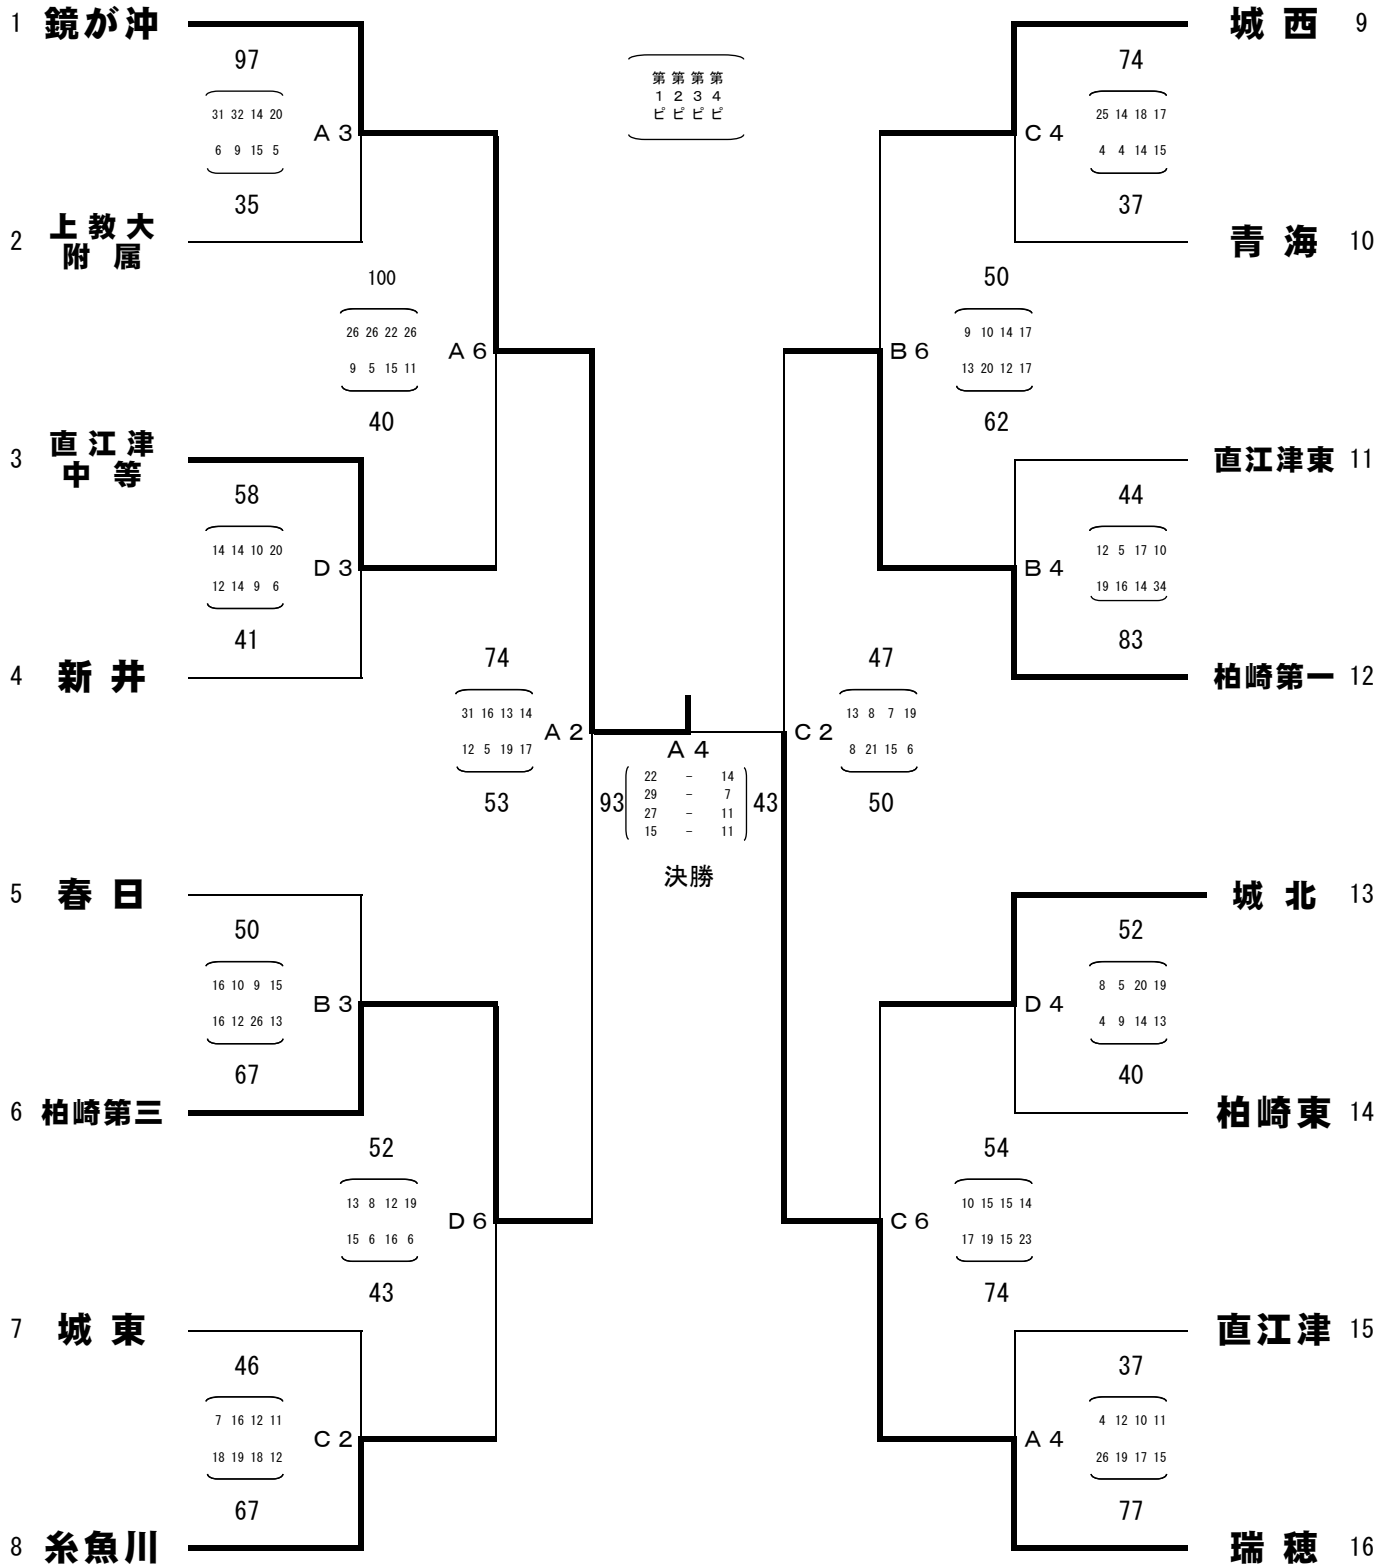 1 鏡が沖
97
31 32 14 20
6 9 15 5
A 3
35
2 上教大
附属
100
26 26 22 26
9 5 15 11
A 6
40
3 直江津
中等
58
14 14 10 20
12 14 9 6
D 3
41
4 新井
74
31 16 13 14
12 5 19 17
A 2
53
5 春日
50
16 10 9 15
16 12 26 13
B 3
67
6 柏崎第三
52
13 8 12 19
15 6 16 6
D 6
43
7 城東
46
7 16 12 11
18 19 18 12
C 2
67
8 糸魚川
第 第 第 第
1 2 3 4
ピ ピ ピ ピ
A 4
22 - 14
29 - 7
27 - 11
15 - 11
93
43
決勝
城西 9
74
25 14 18 17
4 4 14 15
C 4
37
青海 10
50
9 10 14 17
13 20 12 17
B 6
62
直江津東 11
44
12 5 17 10
19 16 14 34
B 4
83
柏崎第一 12
47
13 8 7 19
8 21 15 6
C 2
50
城北 13
52
8 5 20 19
4 9 14 13
D 4
40
柏崎東 14
54
10 15 15 14
17 19 15 23
C 6
74
直江津 15
37
4 12 10 11
26 19 17 15
A 4
77
瑞穂 16